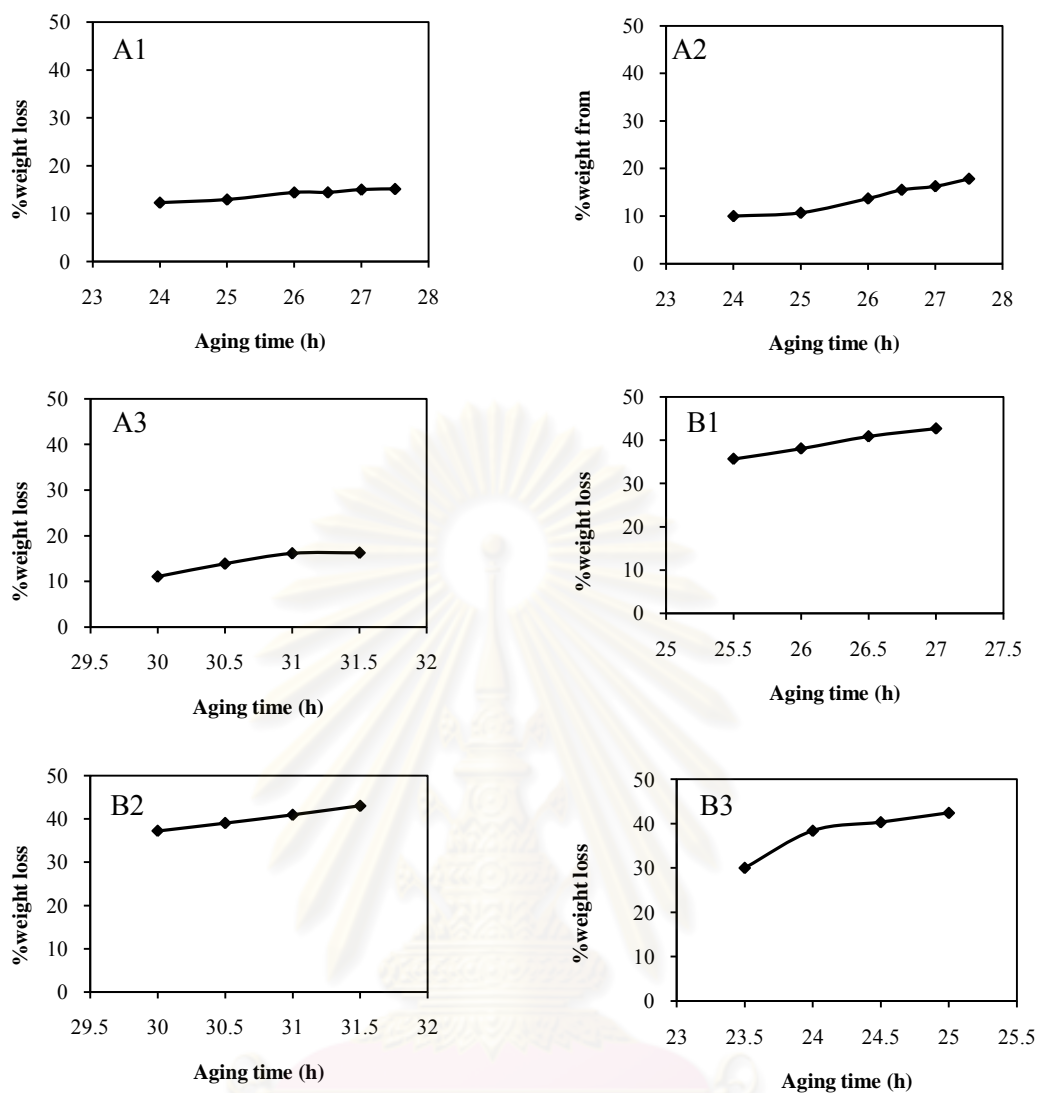 A1
%weight loss
50
40
30
20
10
0
23 24 25 26 27 28
Aging time (h)
A2
%weight from
50
40
30
20
10
0
23 24 25 26 27 28
Aging time (h)
A3
%weight loss
50
40
30
20
10
0
29.5 30 30.5 31 31.5 32
Aging time (h)
B1
%weight loss
50
40
30
20
10
0
25 25.5 26 26.5 27 27.5
Aging time (h)
B2
%weight loss
50
40
30
20
10
0
29.5 30 30.5 31 31.5 32
Aging time (h)
B3
%weight loss
50
40
30
20
10
0
23 23.5 24 24.5 25 25.5
Aging time (h)